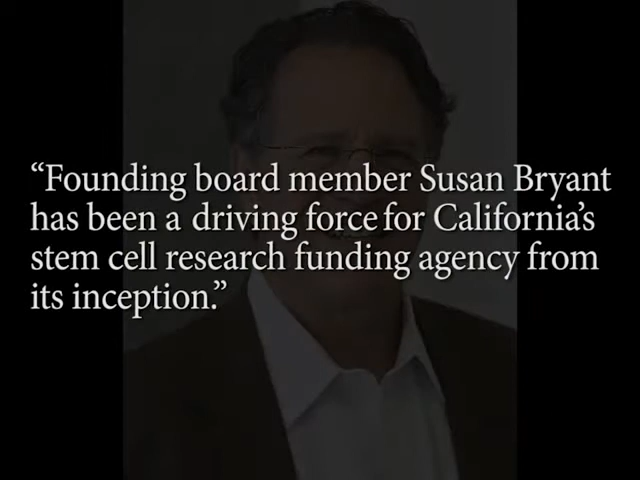 “Founding board member Susan Bryant
has been a driving force for California’s
stem cell research funding agency from
its inception.”